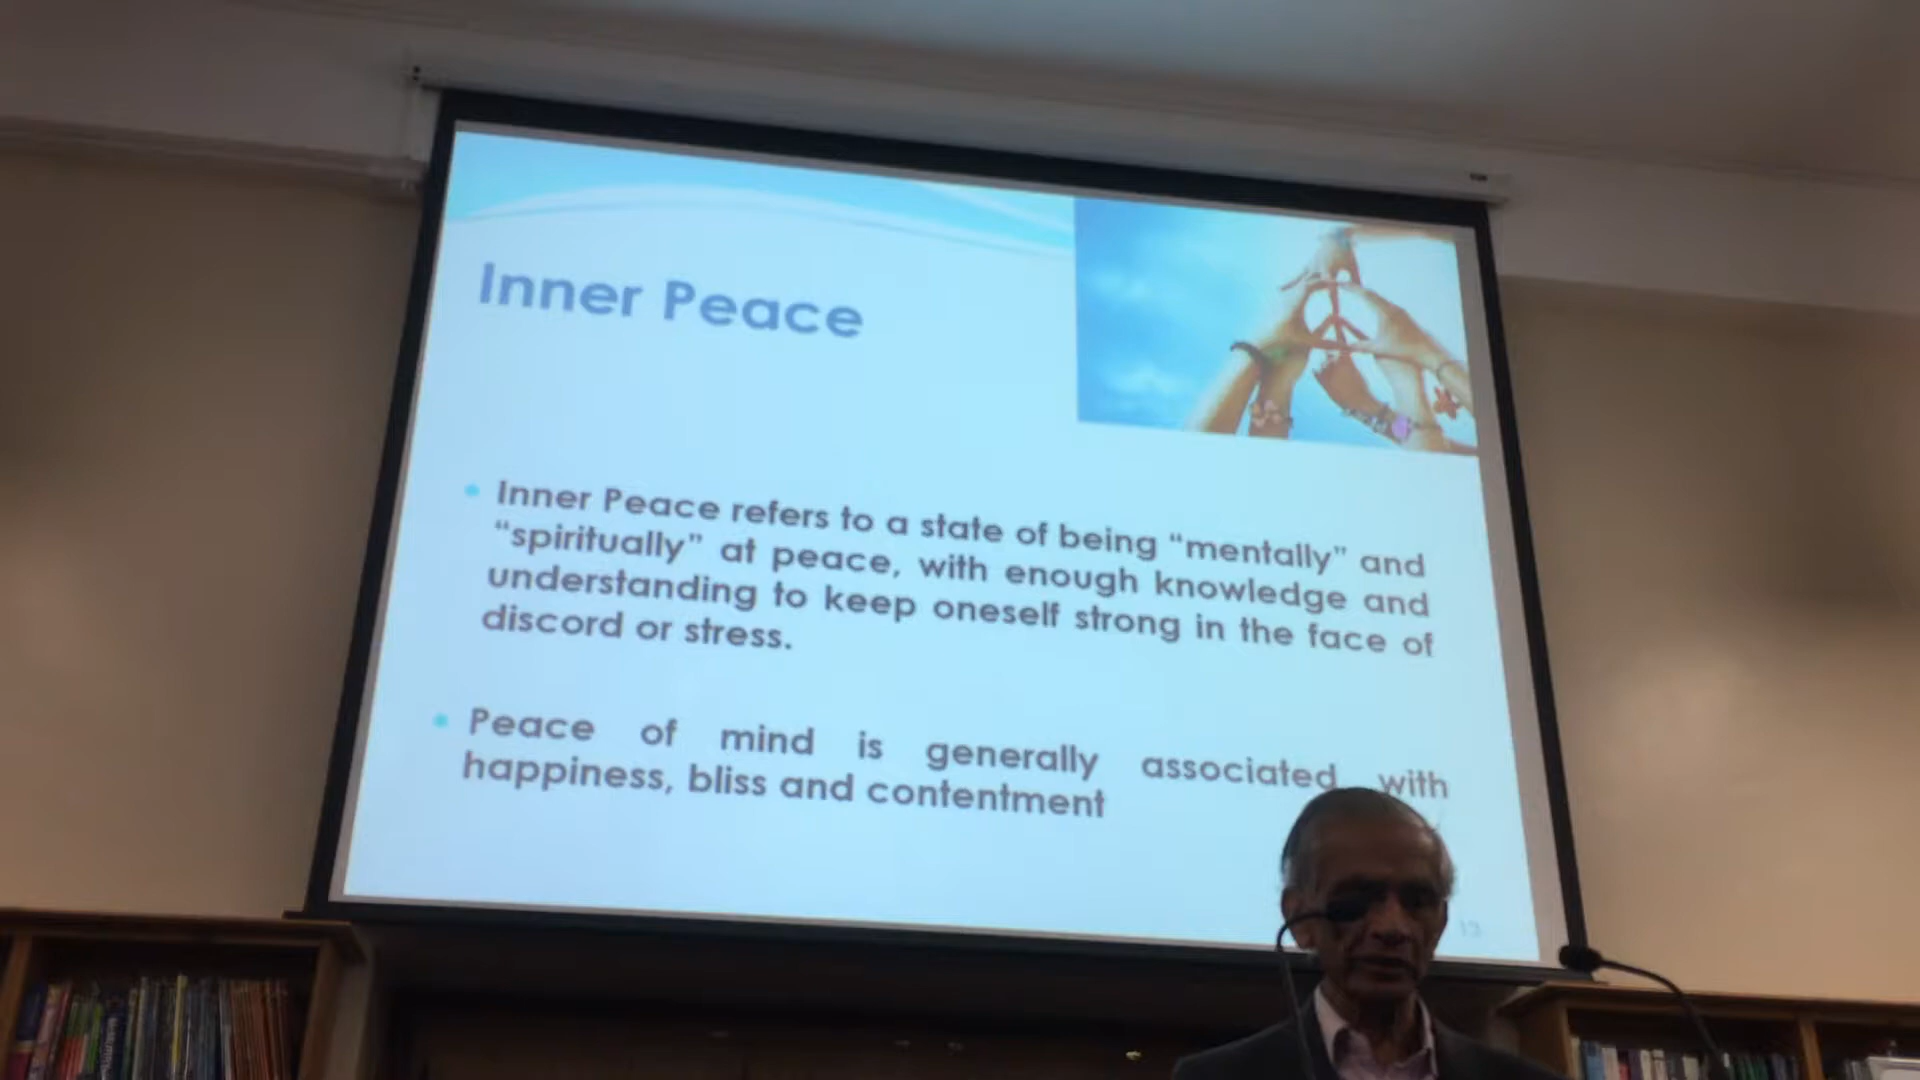 Inner Peace
Inner Peace refers to a state of being “mentally” and
“spiritually” at peace, with enough knowledge and
understanding to keep oneself strong in the face of
discord or stress.
Peace of mind is generally associated with
happiness, bliss and contentment
13